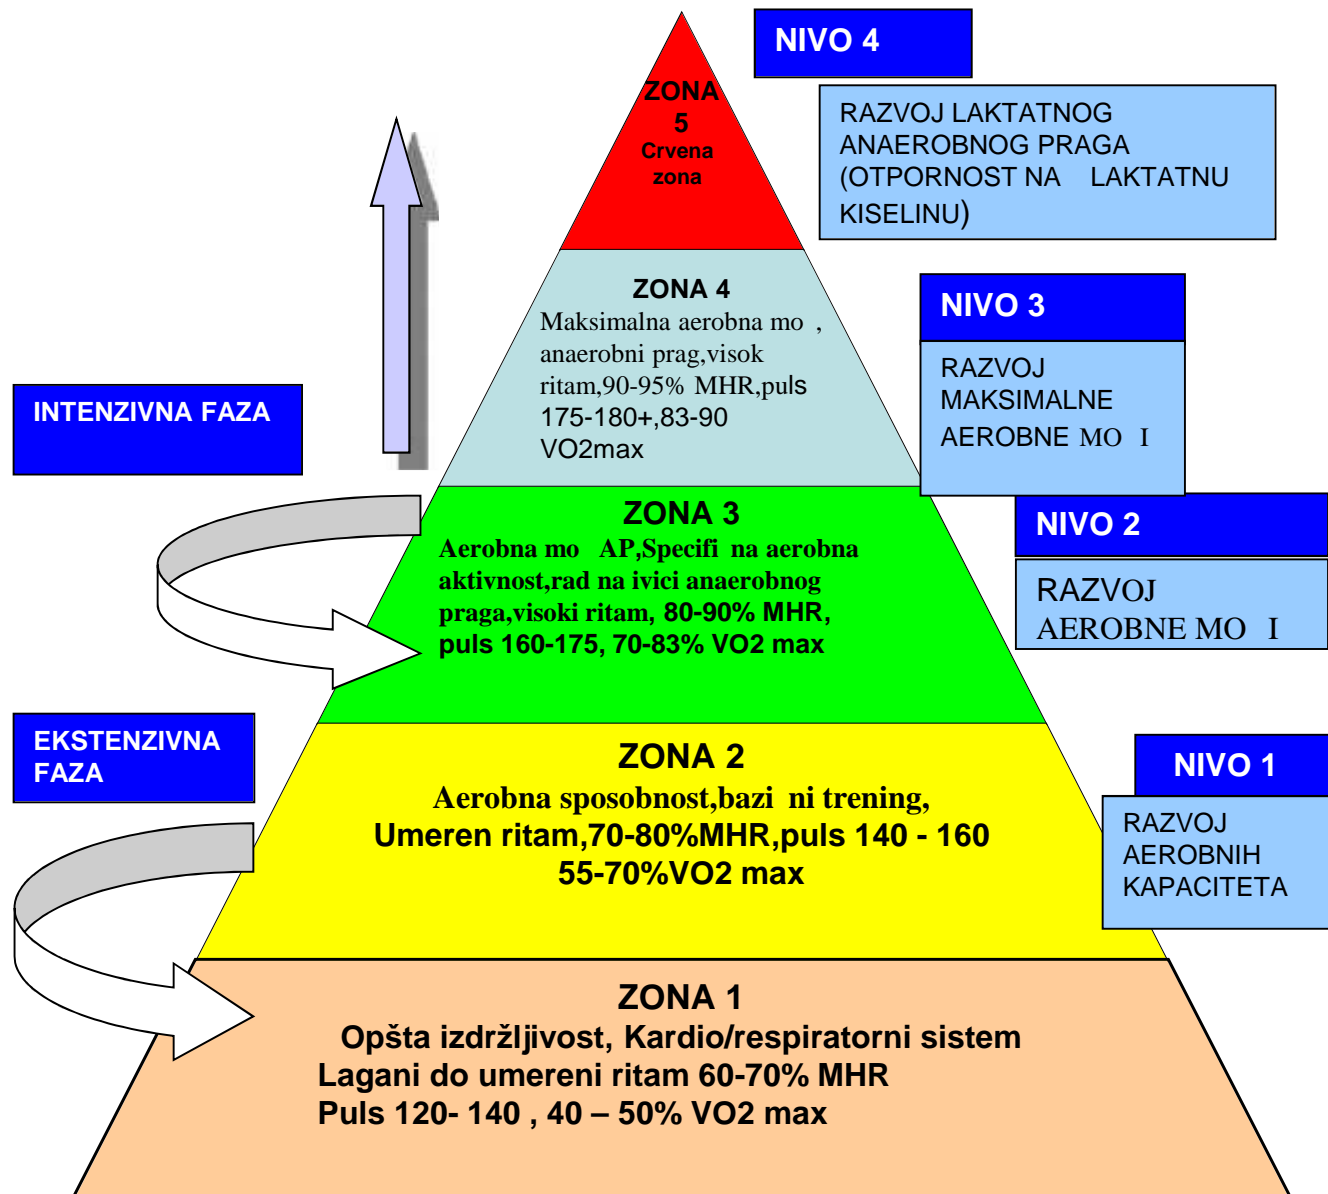 NIVO 4
RAZVOJ LAKTATNOG
ANAEROBNOG PRAGA
(OTPORNOST NA LAKTATNU
KISELINU)
ZONA
5
Crvena
zona
ZONA 4
Maksimalna aerobna mo ,
anaerobni prag,visok
ritam,90-95% MHR,puls
175-180+,83-90
VO2max
NIVO 3
RAZVOJ
MAKSIMALNE
AEROBNE MO I
INTENZIVNA FAZA
ZONA 3
Aerobna mo AP,Specifi na aerobna
aktivnost,rad na ivici anaerobnog
praga,visoki ritam, 80-90% MHR,
puls 160-175, 70-83% VO2 max
NIVO 2
RAZVOJ
AEROBNE MO I
EKSTENZIVNA
FAZA
ZONA 2
Aerobna sposobnost,bazi ni trening,
Umeren ritam,70-80%MHR,puls 140 - 160
55-70%VO2 max
NIVO 1
RAZVOJ
AEROBNIH
KAPACITETA
ZONA 1
Opšta izdržljivost, Kardio/respiratorni sistem
Lagani do umereni ritam 60-70% MHR
Puls 120- 140 , 40 – 50% VO2 max